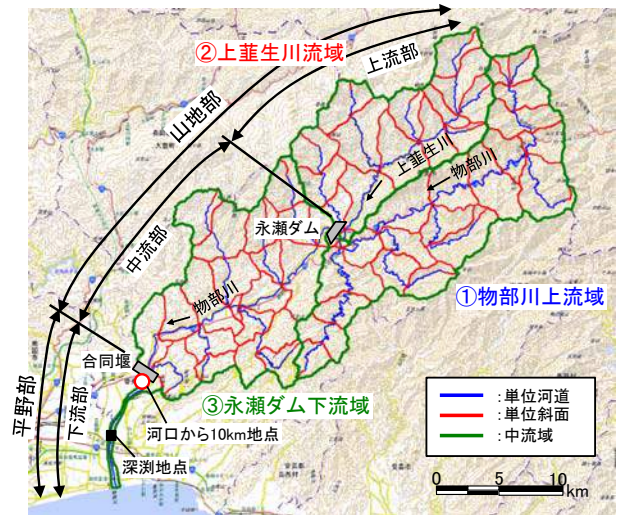 ②上韮生川流域
上流部
山地部
上韮生川
物部川
永瀬ダム
中流部
①物部川上流域
物部川
合同堰
平野部
下流部
③永瀬ダム下流域
河口から10km地点
深渕地点
:単位河道
:単位斜面
:中流域
0 5 10
km